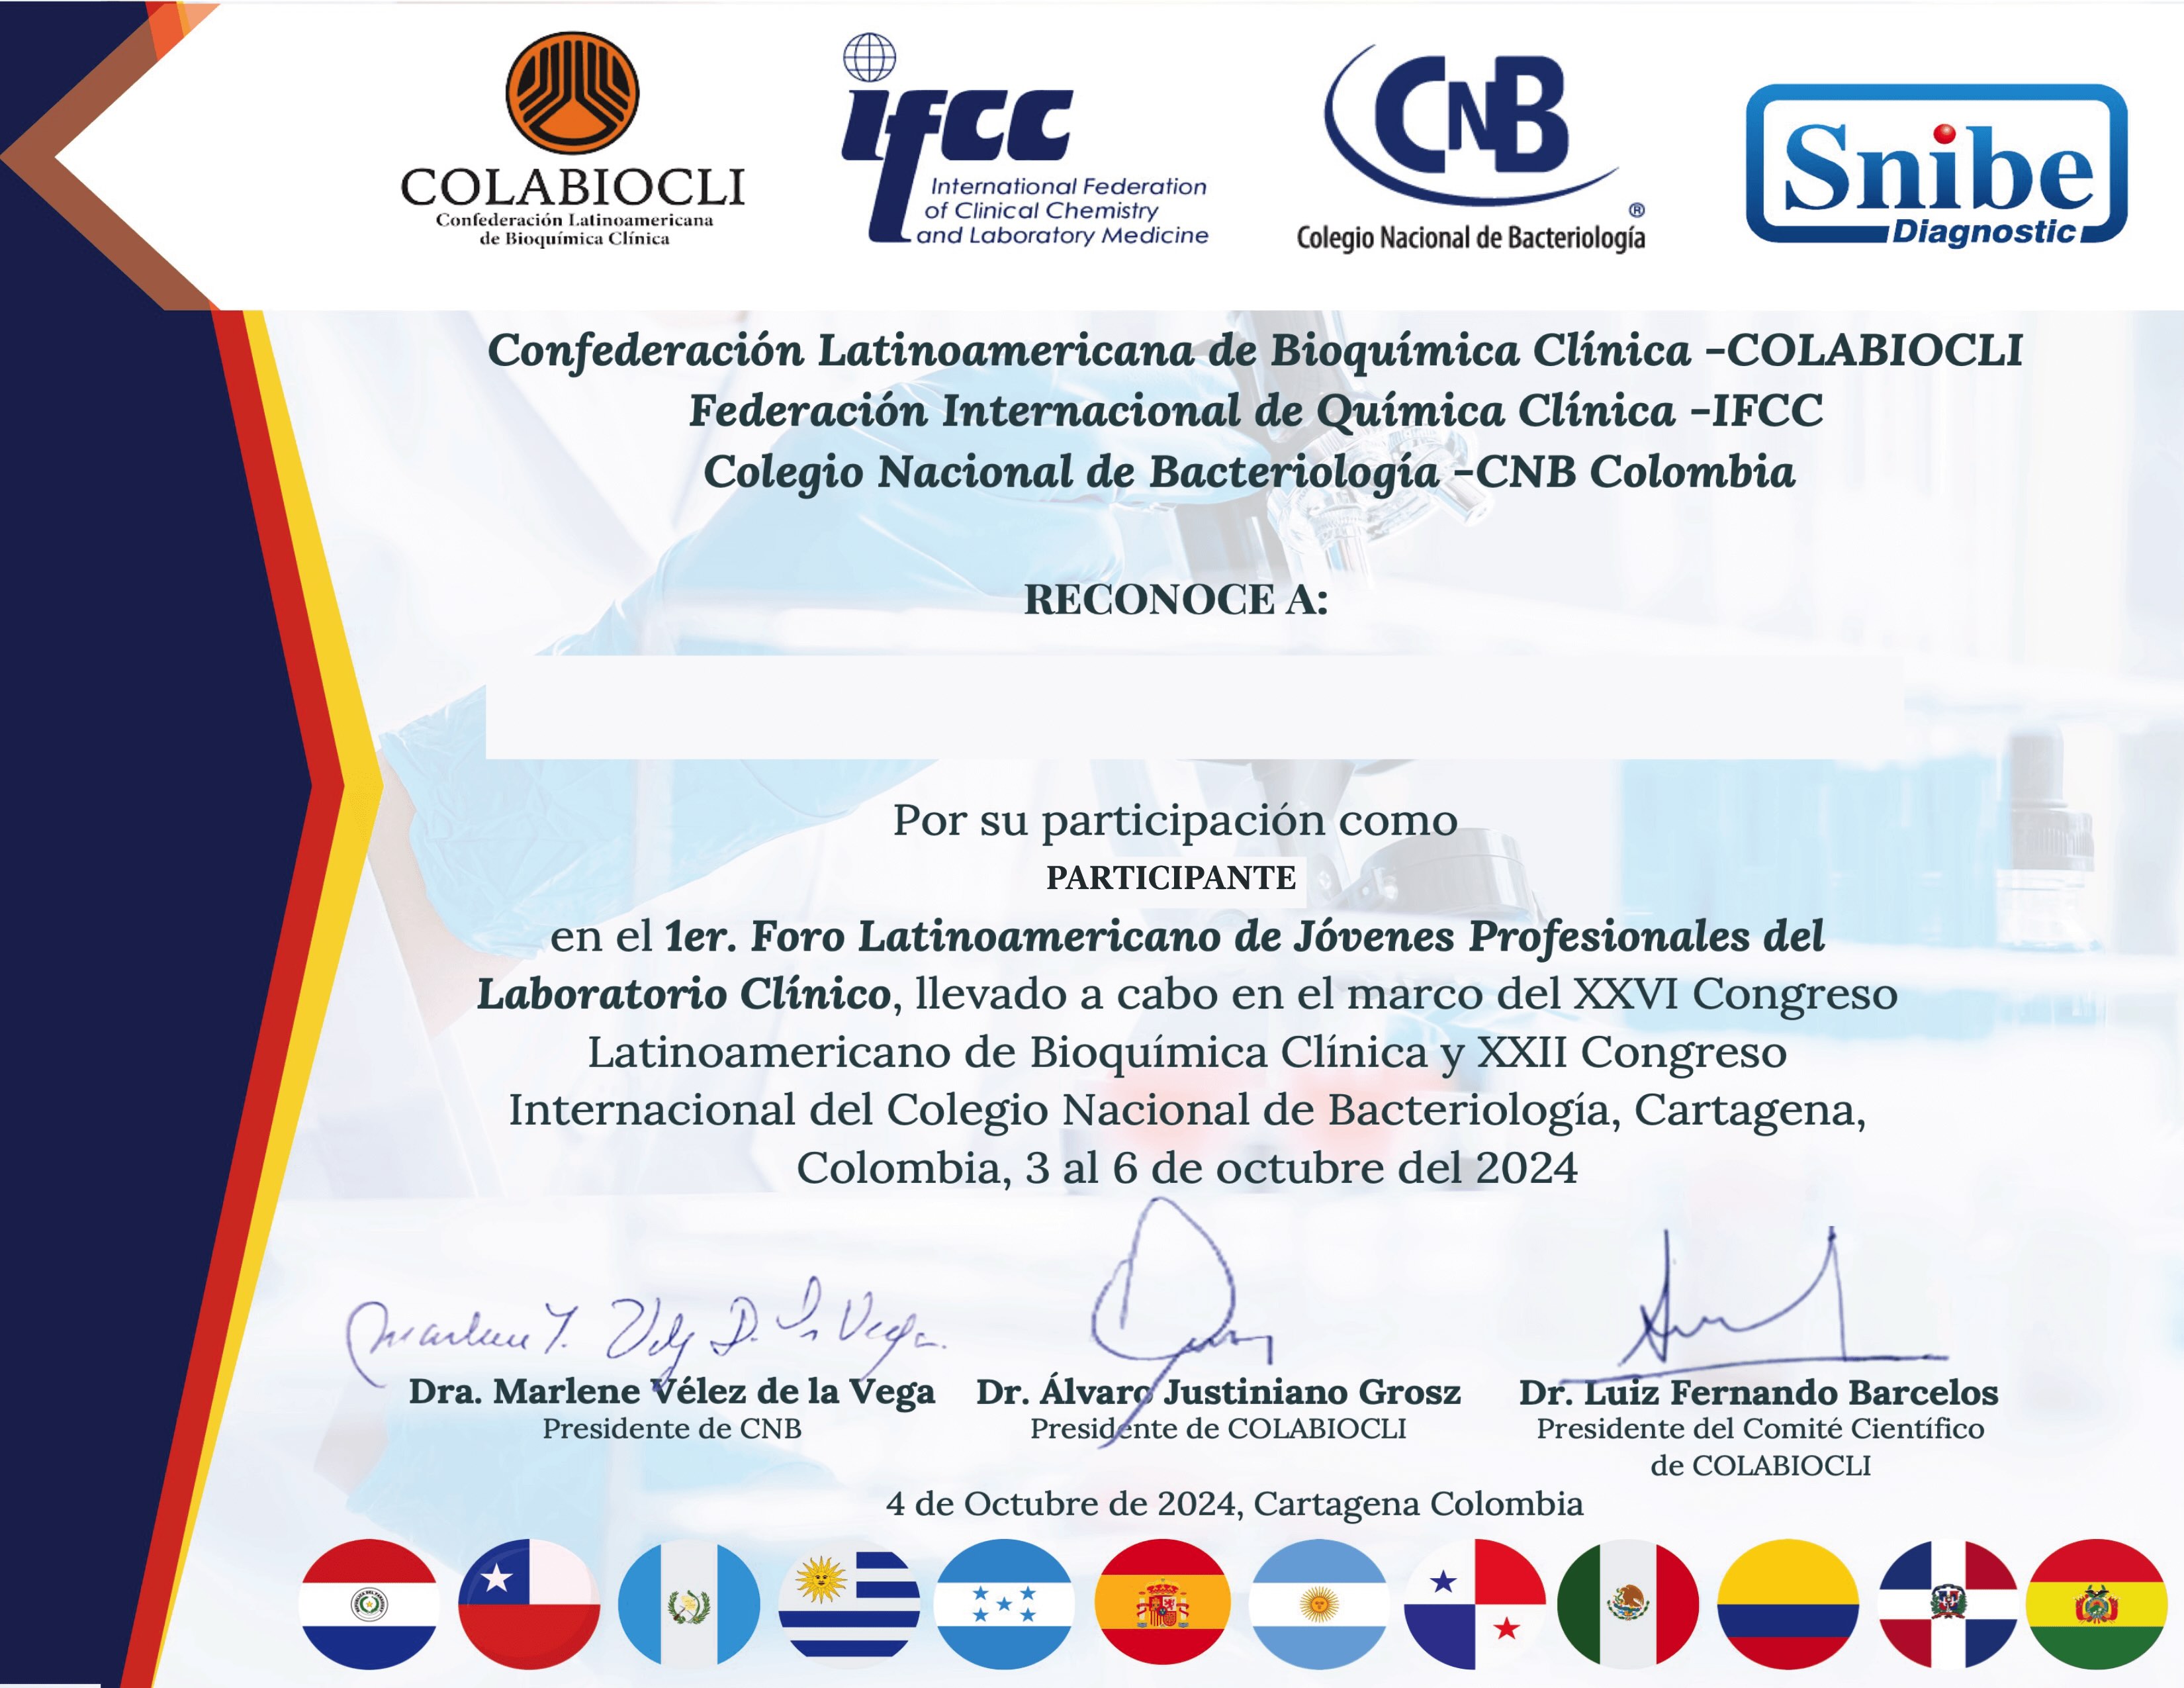 COLABIOCLI
Confederación Latinoamericana
de Bioquímica Clínica
ifcc
International Federation
of Clinical Chemistry
and Laboratory Medicine
CNB
®
Colegio Nacional de Bacteriología
Snibe
Diagnostic
Confederación Latinoamericana de Bioquímica Clínica -COLABIOCLI
Federación Internacional de Química Clínica -IFCC
Colegio Nacional de Bacteriología -CNB Colombia
RECONOCE A:
Por su participación como
PARTICIPANTE
en el 1er. Foro Latinoamericano de Jóvenes Profesionales del
Laboratorio Clínico, llevado a cabo en el marco del XXVI Congreso
Latinoamericano de Bioquímica Clínica y XXII Congreso
Internacional del Colegio Nacional de Bacteriología, Cartagena,
Colombia, 3 al 6 de octubre del 2024
Dra. Marlene Vélez de la Vega
Presidente de CNB
Dr. Álvaro Justiniano Grosz
Presidente de COLABIOCLI
Dr. Luiz Fernando Barcelos
Presidente del Comité Científico
de COLABIOCLI
4 de Octubre de 2024, Cartagena Colombia